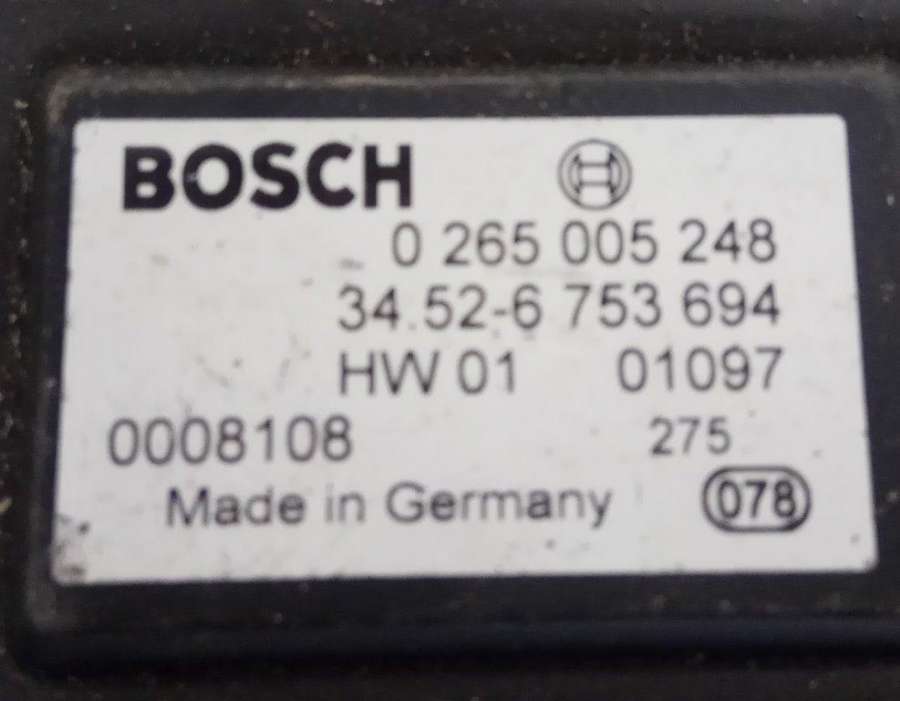 BOSCH
0 265 005 248
34.52-6 753 694
HW 01 01097
0008108 275
Made in Germany 078